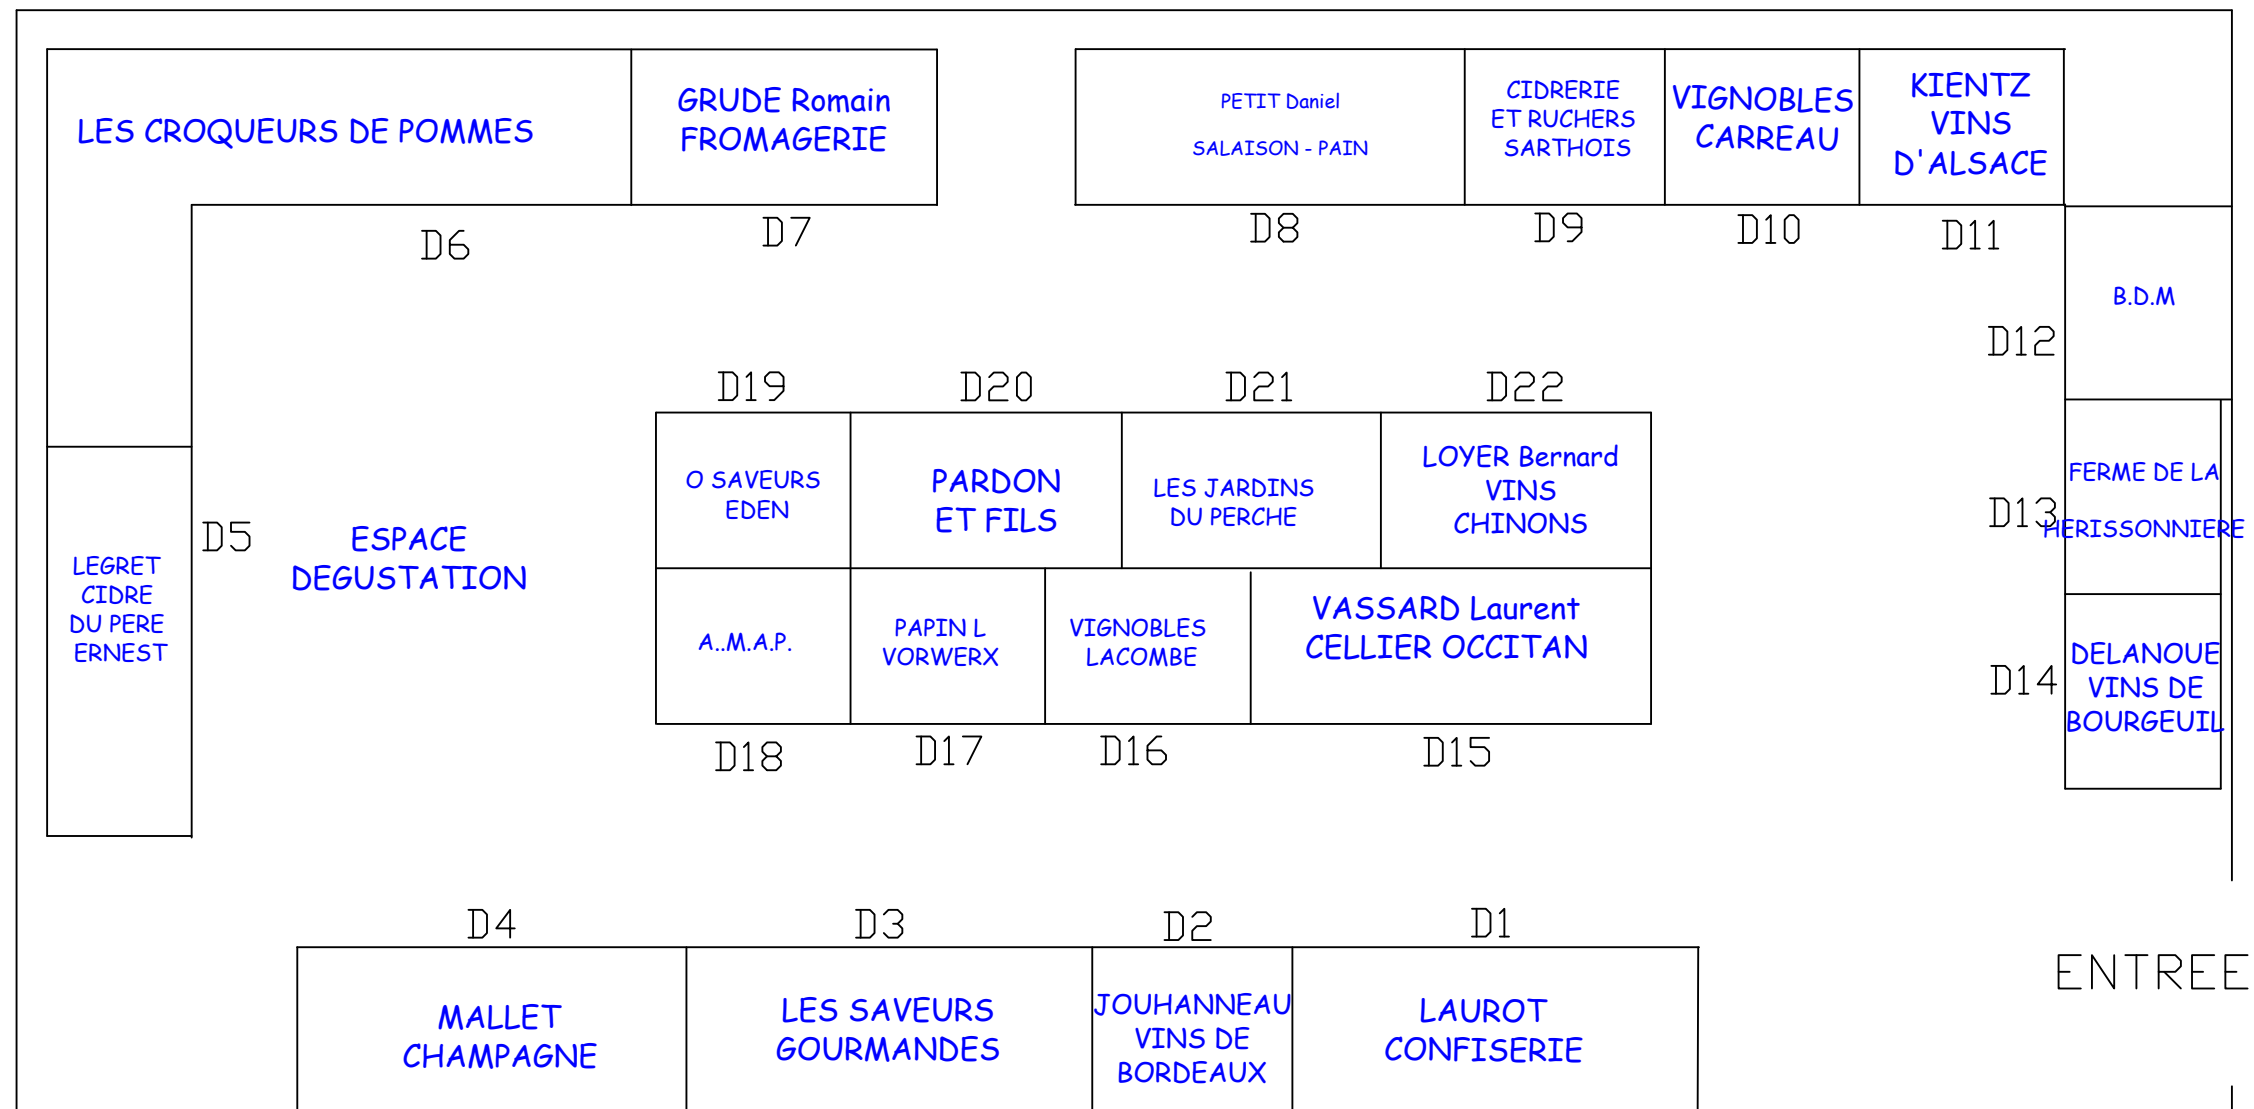 LES CROQUEURS DE POMMES
GRUDE Romain
FROMAGERIE
PETIT Daniel
SALAISON - PAIN
CIDRERIE
ET RUCHERS
SARTHOIS
VIGNOBLES
CARREAU
KIENTZ
VINS
D'ALSACE
D6
D7
D8
D9
D10
D11
B.D.M
D12
D19
D20
D21
D22
O SAVEURS
EDEN
PARDON
ET FILS
LES JARDINS
DU PERCHE
LOYER Bernard
VINS
CHINONS
FERME DE LA
HERISSONNIERE
D13
D5
ESPACE
DEGUSTATION
LEGRET
CIDRE
DU PERE
ERNEST
A..M.A.P.
PAPIN L
VORWERX
VIGNOBLES
LACOMBE
VASSARD Laurent
CELLIER OCCITAN
D14
DELANOUE
VINS DE
BOURGEUIL
D18
D17
D16
D15
D4
D3
D2
D1
ENTREE
MALLET
CHAMPAGNE
LES SAVEURS
GOURMANDES
JOUHANNEAU
VINS DE
BORDEAUX
LAUROT
CONFISERIE